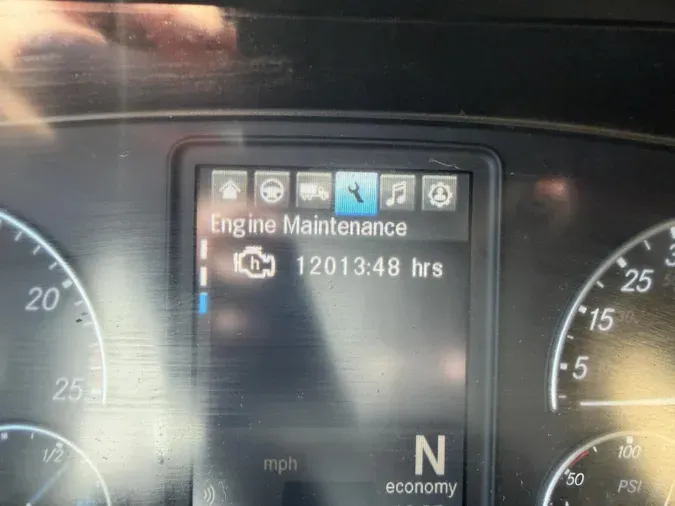 Engine Maintenance
h 12013:48 hrs
20
25
1/2
mph
N
economy
25
15
5
50
100
PSI